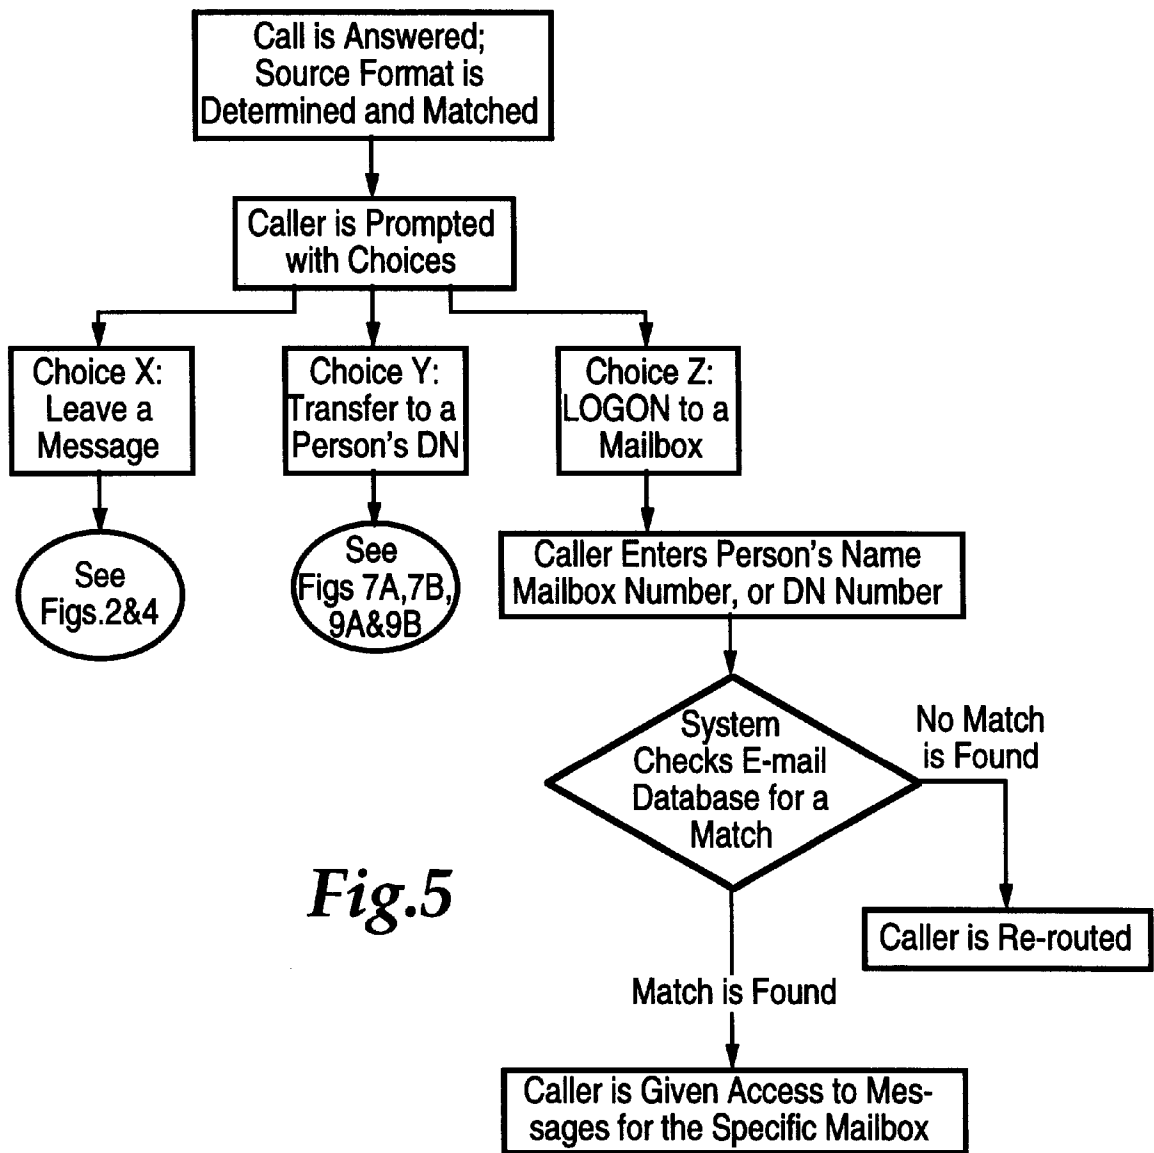 Call is Answered;
Source Format is
Determined and Matched
Caller is Prompted
with Choices
Choice X:
Leave a
Message
Choice Y:
Transfer to a
Person's DN
Choice Z:
LOGON to a
Mailbox
See
Figs.2&4
See
Figs 7A,7B,
9A&9B
Caller Enters Person's Name
Mailbox Number, or DN Number
System
Checks E-mail
Database for a
Match
No Match
is Found
Fig.5
Caller is Re-routed
Match is Found
Caller is Given Access to Mes-
sages for the Specific Mailbox